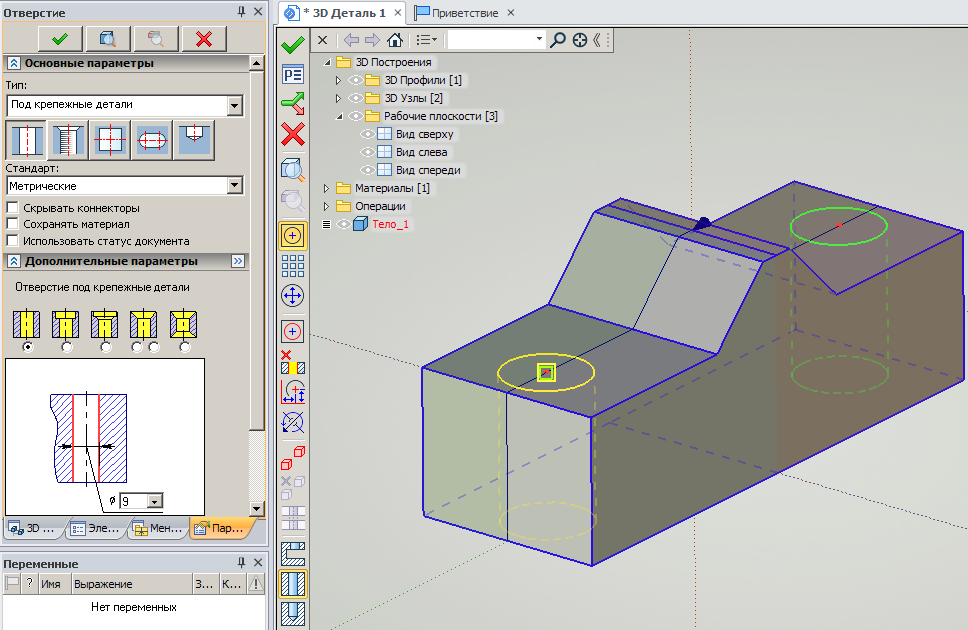 Отверстие
Основные параметры
Тип:
Под крепежные детали
Стандарт:
Метрические
Скрывать коннекторы
Сохранять материал
Использовать статус документа
Дополнительные параметры
Отверстие под крепежные детали
ø 9
3D ...
Эле...
Мен...
Пар...
Переменные
? Имя Выражение З... К...
Нет переменных
* 3D Деталь 1
Приветствие
3D Построения
3D Профили [1]
3D Узлы [2]
Рабочие плоскости [3]
Вид сверху
Вид слева
Вид спереди
Материалы [1]
Операции
Тело_1